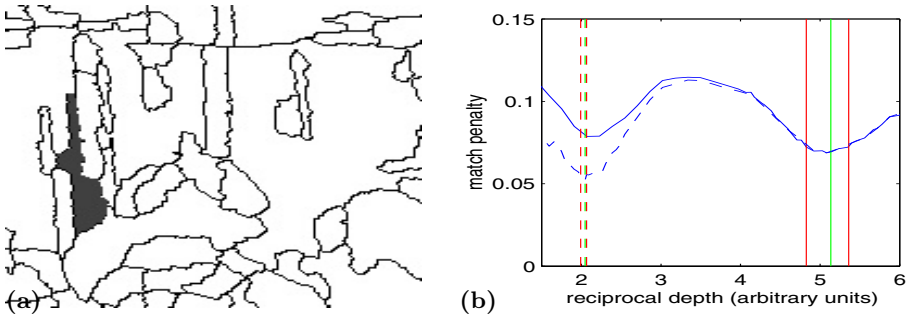 (a)
(b)
match penalty
0.15
0.1
0.05
0
2
3
4
5
6
reciprocal depth (arbitrary units)